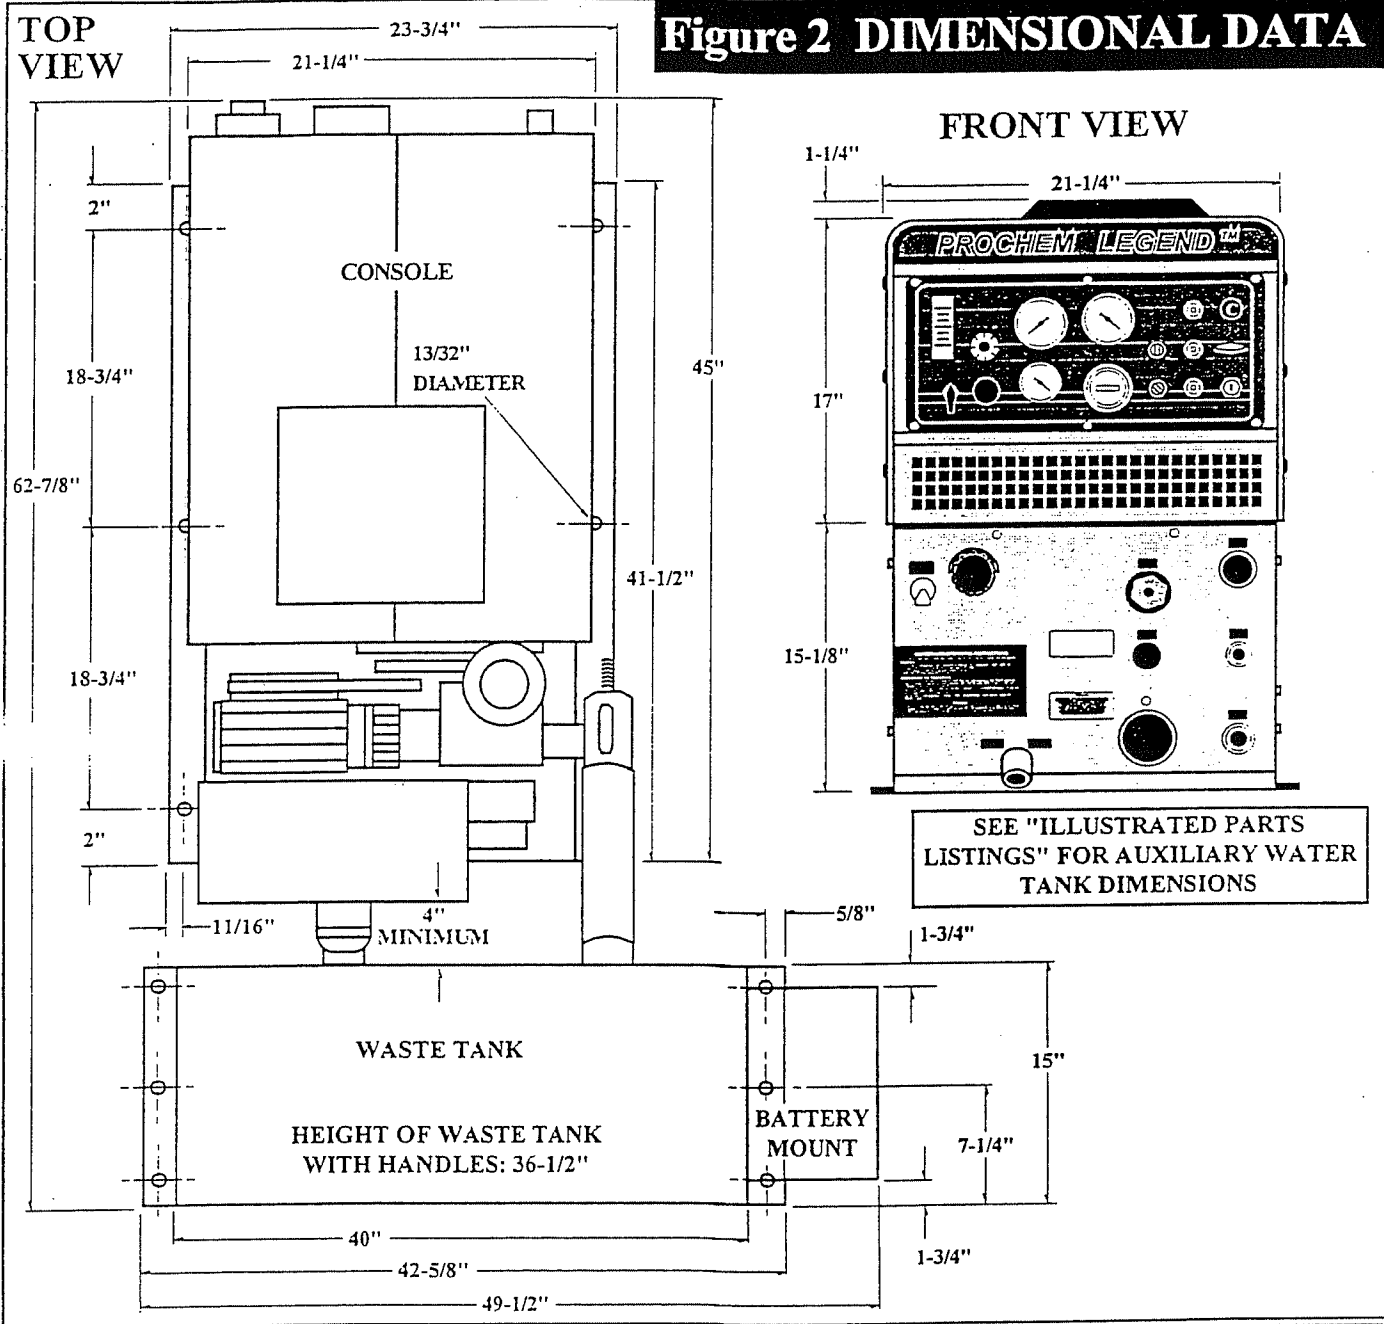 TOP
VIEW
Figure 2 DIMENSIONAL DATA
23-3/4"
21-1/4"
FRONT VIEW
1-1/4"
21-1/4"
2"
PROCHEM LEGEND TM
CONSOLE
13/32"
DIAMETER
18-3/4"
45"
17"
62-7/8"
41-1/2"
18-3/4"
15-1/8"
2"
SEE "ILLUSTRATED PARTS
LISTINGS" FOR AUXILIARY WATER
TANK DIMENSIONS
11/16"
4"
MINIMUM
5/8"
1-3/4"
WASTE TANK
15"
HEIGHT OF WASTE TANK
WITH HANDLES: 36-1/2"
BATTERY
MOUNT
7-1/4"
40"
1-3/4"
42-5/8"
49-1/2"